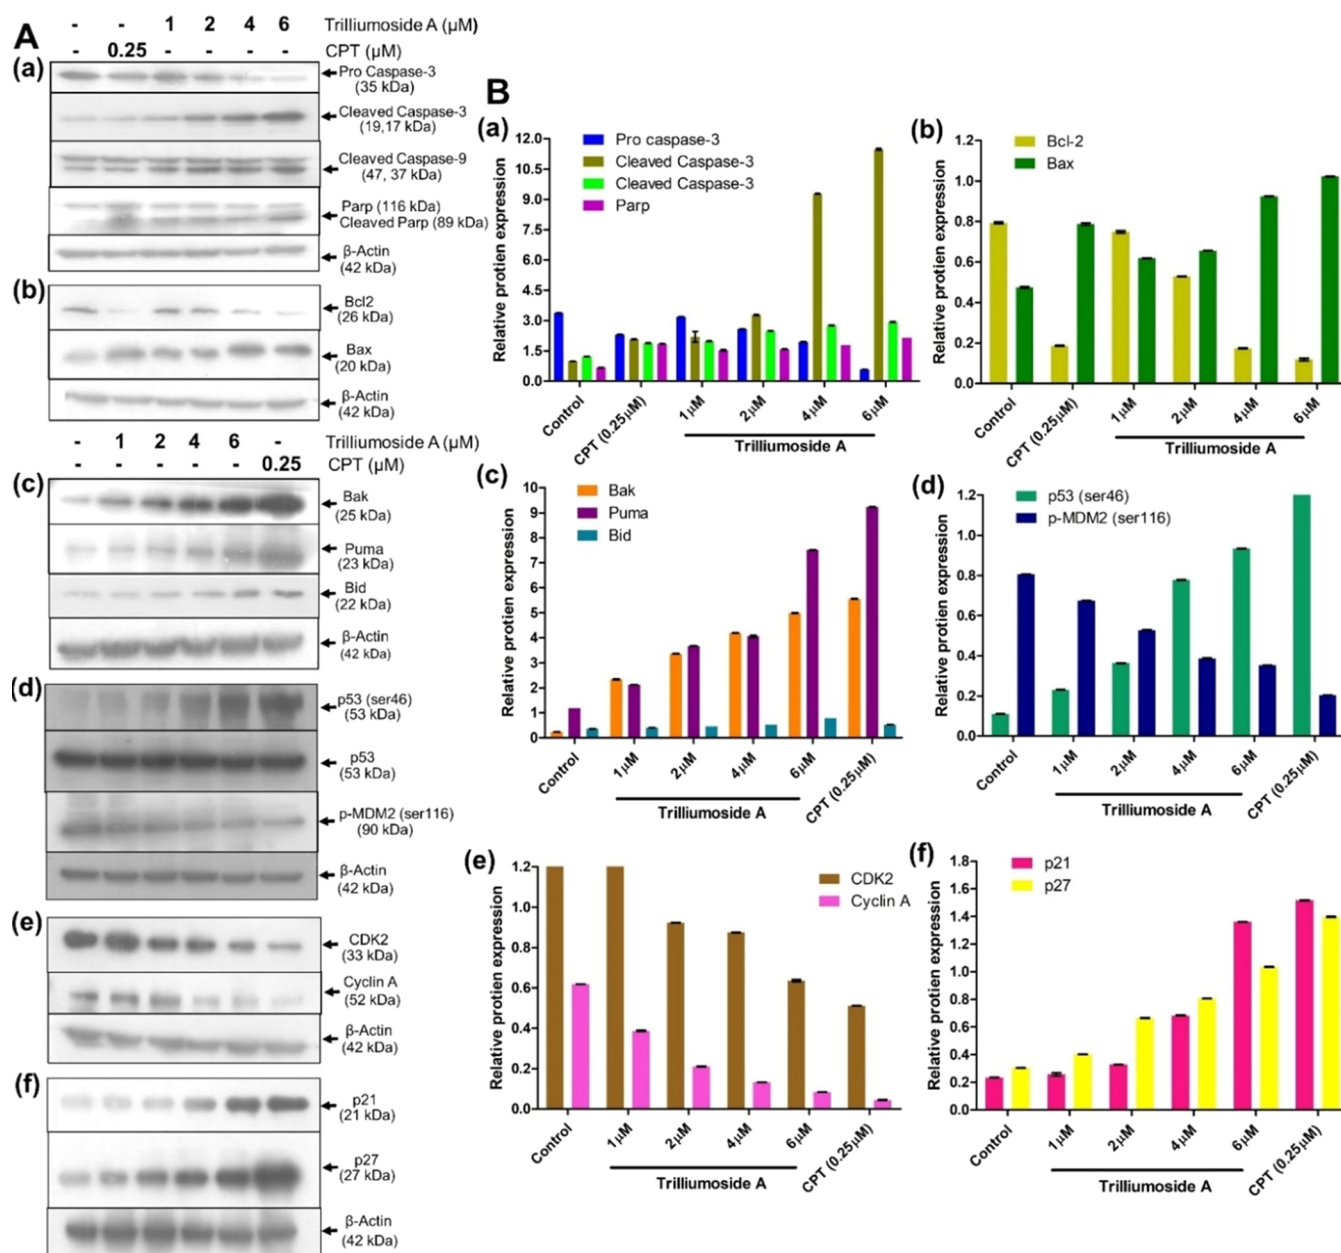 A
- - 1 2 4 6 Trilliumoside A (µM)
- 0.25 - - - - CPT (µM)
(a)
Pro Caspase-3
(35 kDa)
Cleaved Caspase-3
(19,17 kDa)
Cleaved Caspase-9
(47, 37 kDa)
Parp (116 kDa)
Cleaved Parp (89 kDa)
β-Actin
(42 kDa)
(b)
Bcl2
(26 kDa)
Bax
(20 kDa)
β-Actin
(42 kDa)
- 1 2 4 6 - Trilliumoside A (µM)
- - - - - 0.25 CPT (µM)
(c)
Bak
(25 kDa)
Puma
(23 kDa)
Bid
(22 kDa)
β-Actin
(42 kDa)
(d)
p53 (ser46)
(53 kDa)
p53
(53 kDa)
p-MDM2 (ser116)
(90 kDa)
β-Actin
(42 kDa)
(e)
CDK2
(33 kDa)
Cyclin A
(52 kDa)
β-Actin
(42 kDa)
(f)
p21
(21 kDa)
p27
(27 kDa)
β-Actin
(42 kDa)
B
(a)
Relative protien expression
12.0
10.5
9.0
7.5
6.0
4.5
3.0
1.5
0.0
Pro caspase-3
Cleaved Caspase-3
Cleaved Caspase-3
Parp
Control CPT (0.25µM) 1µM 2µM 4µM 6µM
Trilliumoside A
(b)
Relative protien expression
1.2
1.0
0.8
0.6
0.4
0.2
0.0
Bcl-2
Bax
Control CPT (0.25µM) 1µM 2µM 4µM 6µM
Trilliumoside A
(c)
Relative protien expression
10
9
8
7
6
5
4
3
2
1
0
Bak
Puma
Bid
Control 1µM 2µM 4µM 6µM CPT (0.25µM)
Trilliumoside A
(d)
Relative protien expression
1.2
1.0
0.8
0.6
0.4
0.2
0.0
p53 (ser46)
p-MDM2 (ser116)
Control 1µM 2µM 4µM 6µM CPT (0.25µM)
Trilliumoside A
(e)
Relative protien expression
1.2
1.0
0.8
0.6
0.4
0.2
0.0
CDK2
Cyclin A
Control 1µM 2µM 4µM 6µM CPT (0.25µM)
Trilliumoside A
(f)
Relative protien expression
1.8
1.6
1.4
1.2
1.0
0.8
0.6
0.4
0.2
0.0
p21
p27
Control 1µM 2µM 4µM 6µM CPT (0.25µM)
Trilliumoside A